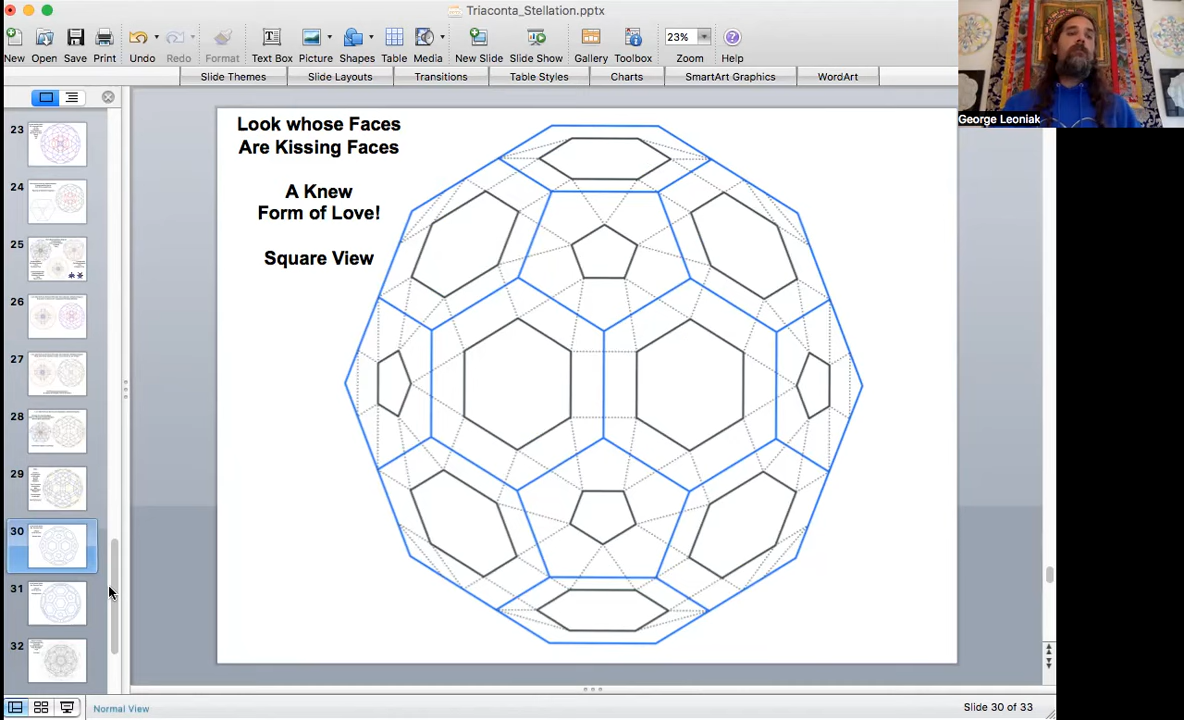 Triaconta_Stellation.pptx
New Open Save Print Undo Redo Format Text Box Picture Shapes Table Media New Slide Slide Show Gallery Toolbox Zoom Help
23%
Slide Themes Slide Layouts Transitions Table Styles Charts SmartArt Graphics WordArt
George Leoniak
23
24
25
26
27
28
29
30
31
32
Look whose Faces
Are Kissing Faces
A Knew
Form of Love!
Square View
Normal View
Slide 30 of 33